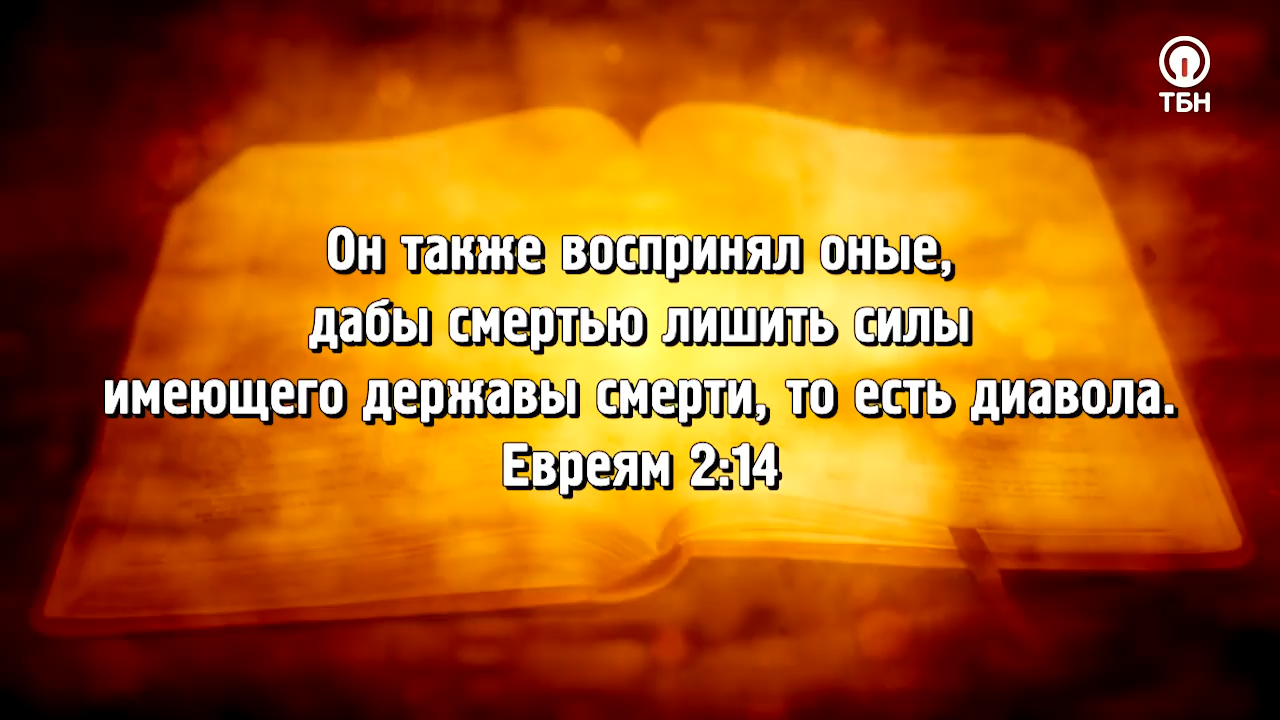 ТБН
Он также воспринял оные,
дабы смертью лишить силы
имеющего державы смерти, то есть диавола.
Евреям 2:14